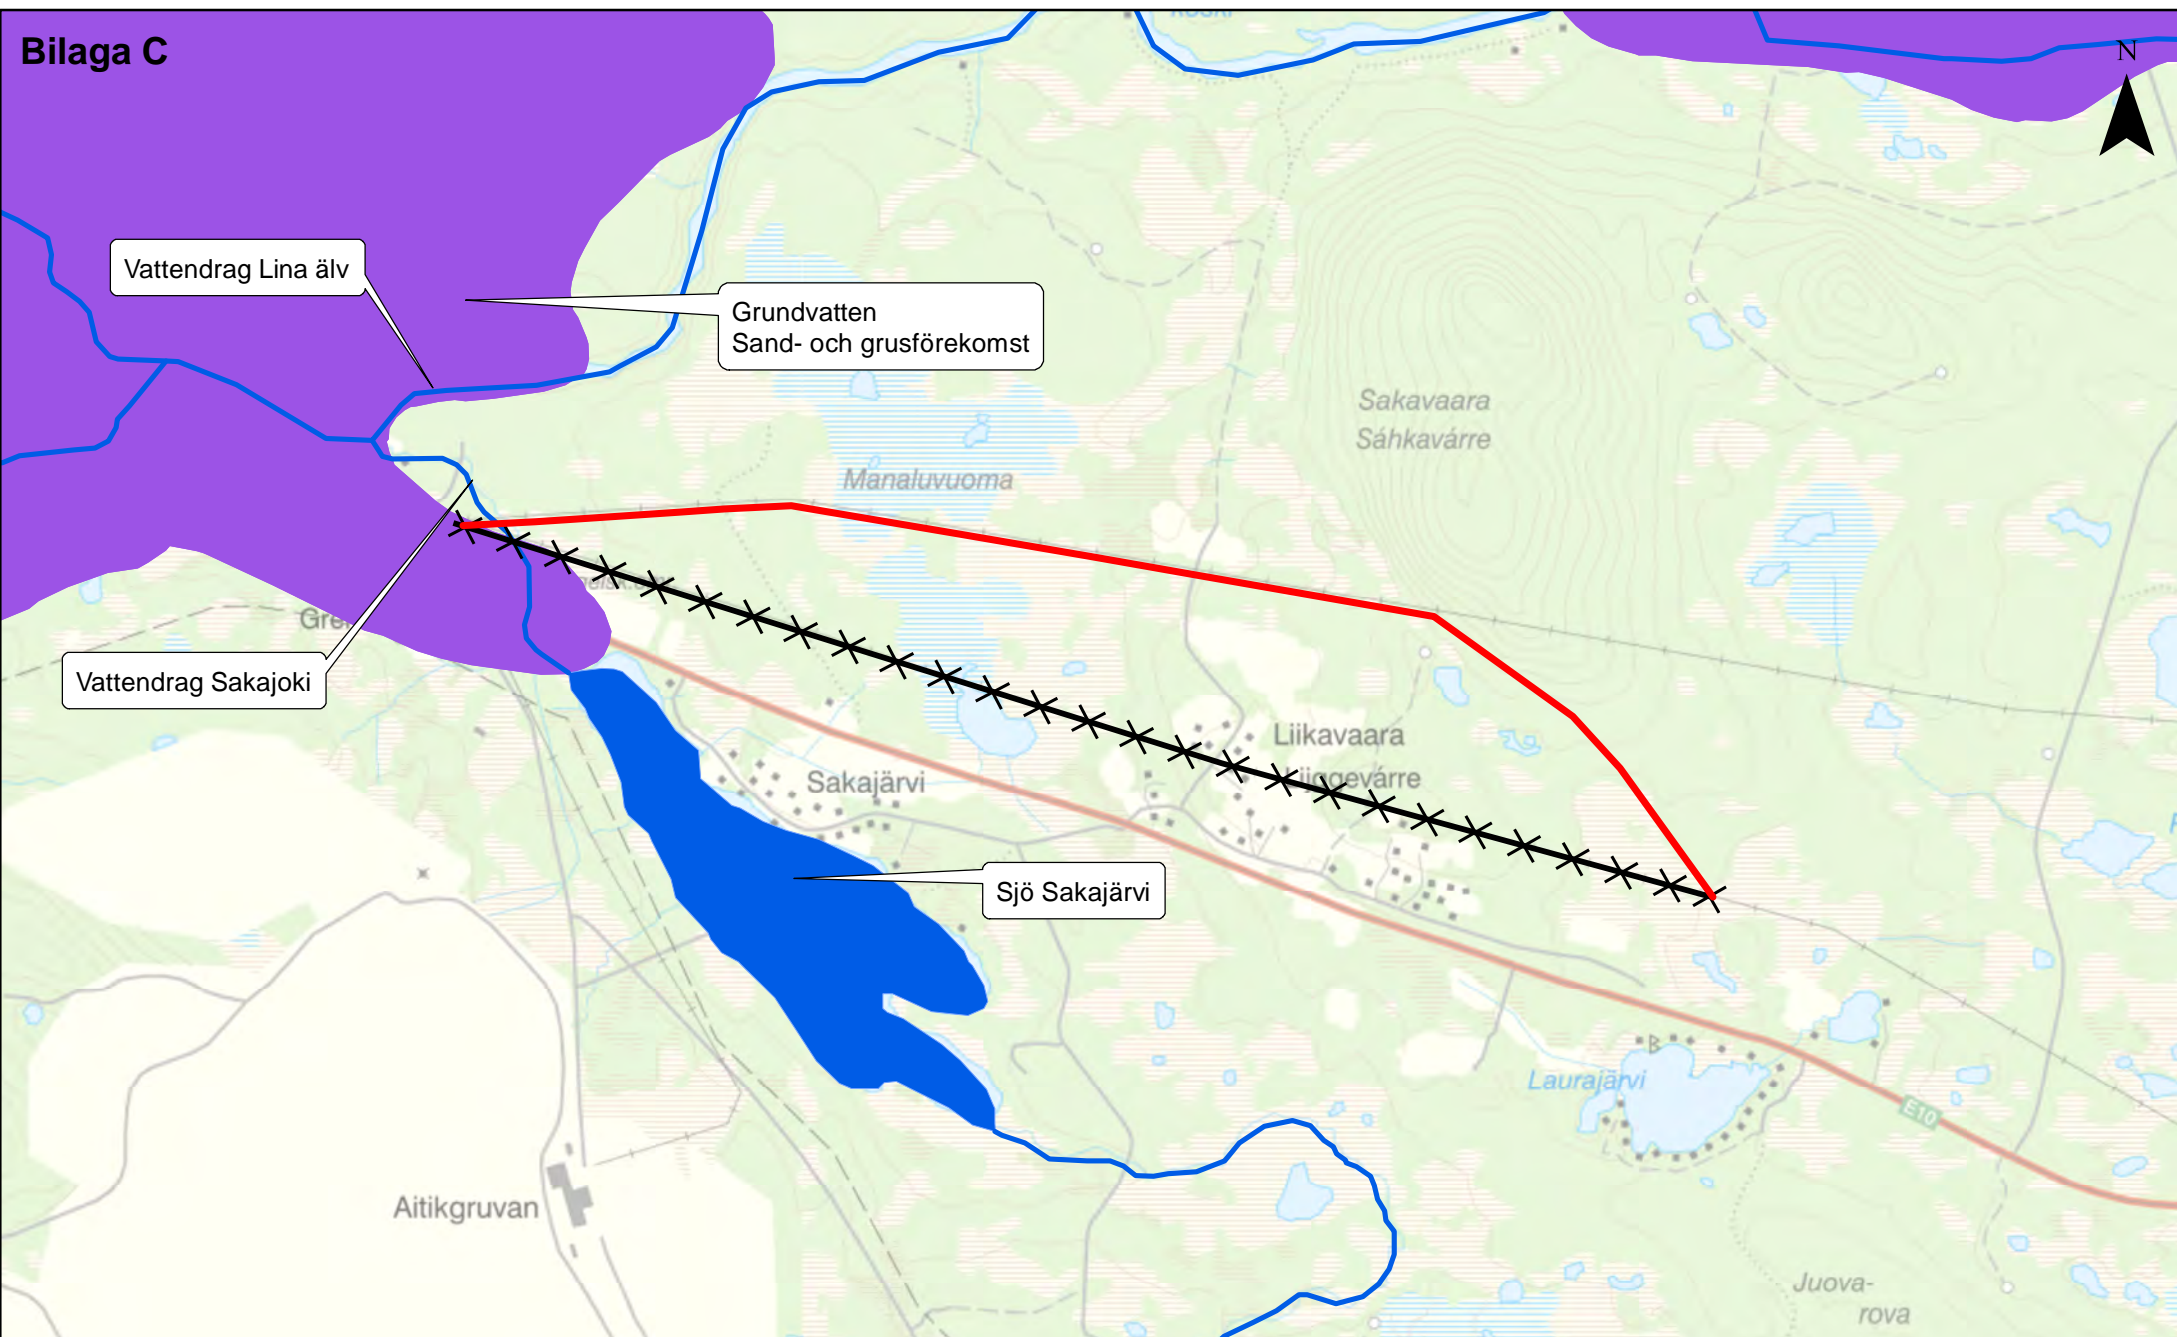 Bilaga C
N
Vattendrag Lina älv
Grundvatten
Sand- och grusförekomst
Sakavaara
Sáhkavárre
Manaluvuoma
Vattendrag Sakajoki
Liikavaara
Sakajärvi
Sjö Sakajärvi
B
Laurajärvi
E10
Aitikgruvan
Juova-
rova